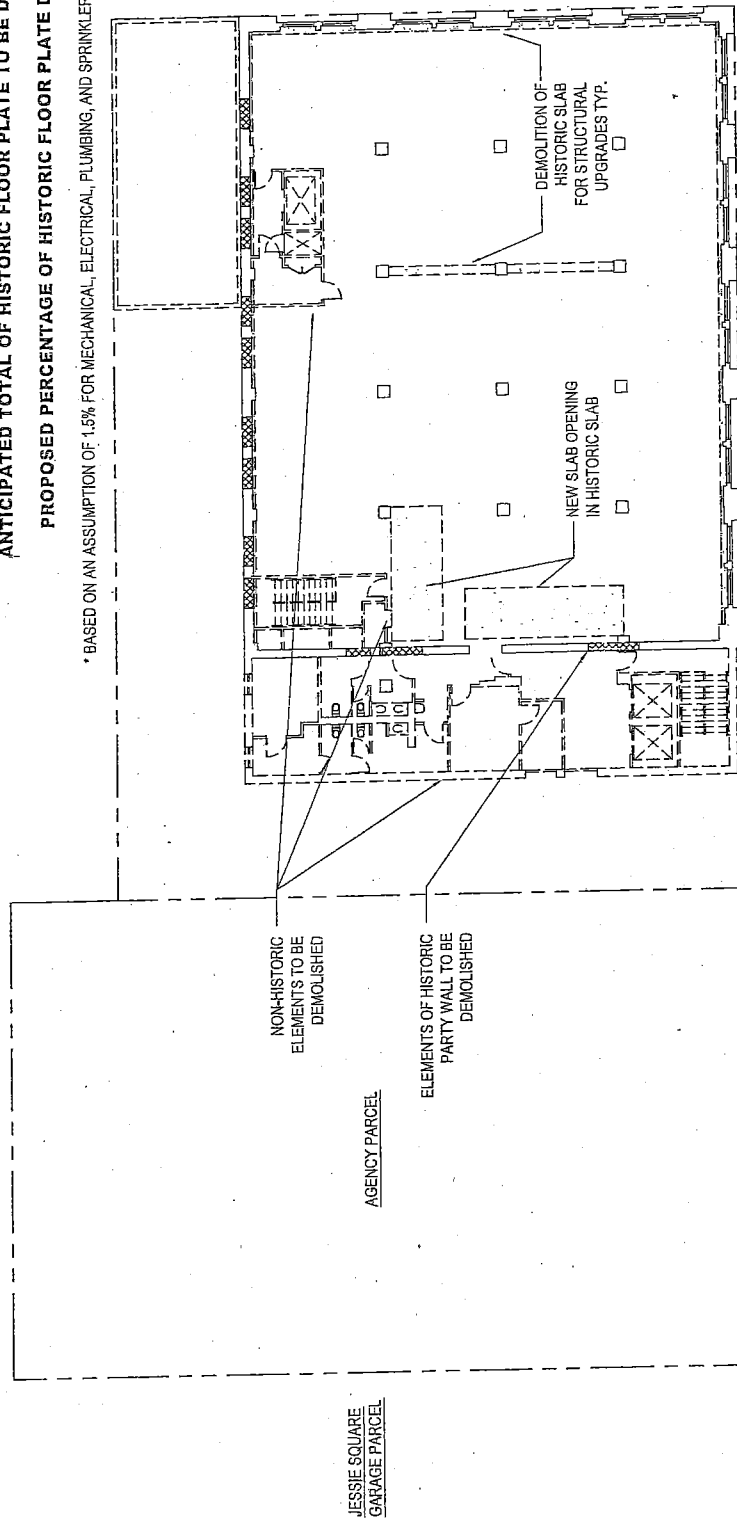 ANTICIPATED TOTAL OF HISTORIC FLOOR PLATE TO BE D
PROPOSED PERCENTAGE OF HISTORIC FLOOR PLATE D
* BASED ON AN ASSUMPTION OF 1.5% FOR MECHANICAL, ELECTRICAL, PLUMBING, AND SPRINKLER
DEMOLITION OF
HISTORIC SLAB
FOR STRUCTURAL
UPGRADES TYP.
NEW SLAB OPENING
IN HISTORIC SLAB
NON-HISTORIC
ELEMENTS TO BE
DEMOLISHED
ELEMENTS OF HISTORIC
PARTY WALL TO BE
DEMOLISHED
AGENCY PARCEL
JESSIE SQUARE
GARAGE PARCEL